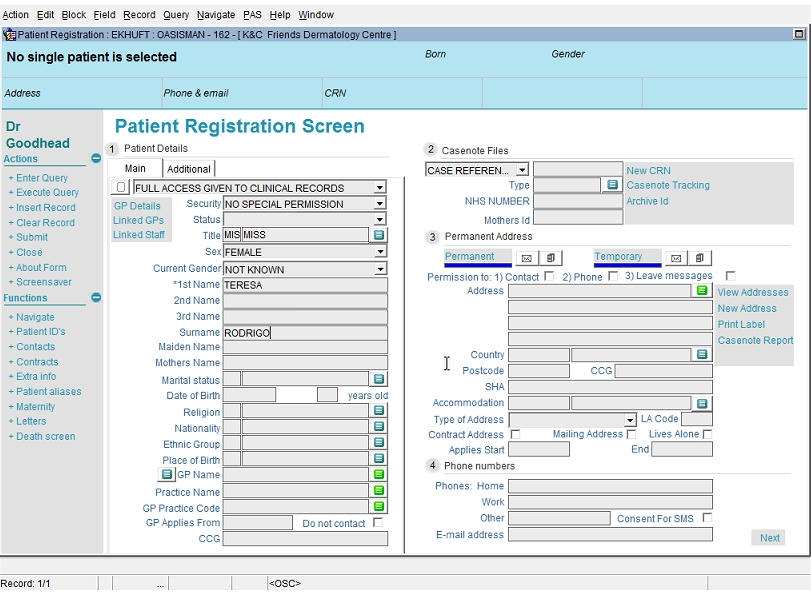 Action Edit Block Field Record Query Navigate PAS Help Window
Patient Registration : EKHUFT : OASISMAN - 162 - [ K&C Friends Dermatology Centre ]
No single patient is selected
Born
Gender
Address
Phone & email
CRN
Dr
Goodhead
Actions
+ Enter Query
+ Execute Query
+ Insert Record
+ Clear Record
+ Submit
+ Close
+ About Form
+ Screensaver
Functions
+ Navigate
+ Patient ID's
+ Contacts
+ Contracts
+ Extra info
+ Patient aliases
+ Maternity
+ Letters
+ Death screen
Patient Registration Screen
1 Patient Details
Main Additional
FULL ACCESS GIVEN TO CLINICAL RECORDS
GP Details
Linked GPs
Linked Staff
Security NO SPECIAL PERMISSION
Status
Title MIS MISS
Sex FEMALE
Current Gender NOT KNOWN
*1st Name TERESA
2nd Name
3rd Name
Surname RODRIGO
Maiden Name
Mothers Name
Marital status
Date of Birth years old
Religion
Nationality
Ethnic Group
Place of Birth
GP Name
Practice Name
GP Practice Code
GP Applies From Do not contact
CCG
2 Casenote Files
CASE REFEREN... New CRN
Type Casenote Tracking
NHS NUMBER Archive Id
Mothers Id
3 Permanent Address
Permanent Temporary
Permission to: 1) Contact 2) Phone 3) Leave messages
Address
View Addresses
New Address
Print Label
Casenote Report
Country
Postcode CCG
SHA
Accommodation
Type of Address LA Code
Contract Address Mailing Address Lives Alone
Applies Start End
4 Phone numbers
Phones: Home
Work
Other Consent For SMS
E-mail address
Next
Record: 1/1 ... <OSC>